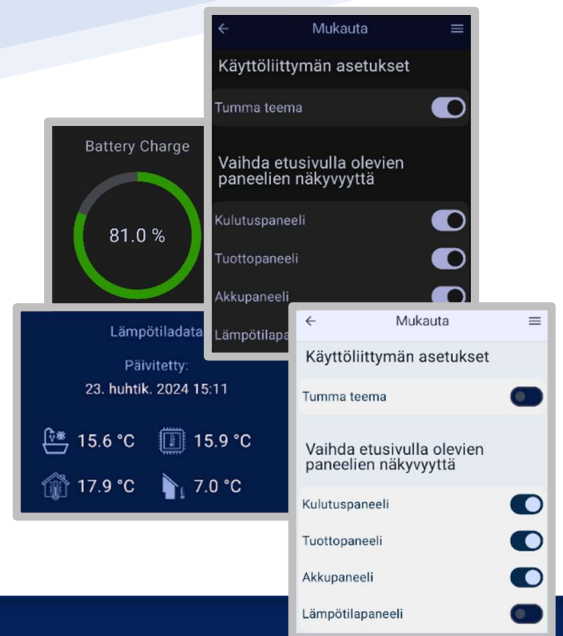 Mukauta
Käyttöliittymän asetukset
Tumma teema
Vaihda etusivulla olevien
paneelien näkyvyyttä
Kulutuspaneeli
Tuottopaneeli
Akkupaneeli
Lämpötilapa
Battery Charge
81.0 %
Lämpötiladata
Päivitetty:
23. huhtik. 2024 15:11
15.6 °C
15.9 °C
17.9 °C
7.0 °C
Mukauta
Käyttöliittymän asetukset
Tumma teema
Vaihda etusivulla olevien
paneelien näkyvyyttä
Kulutuspaneeli
Tuottopaneeli
Akkupaneeli
Lämpötilapaneeli